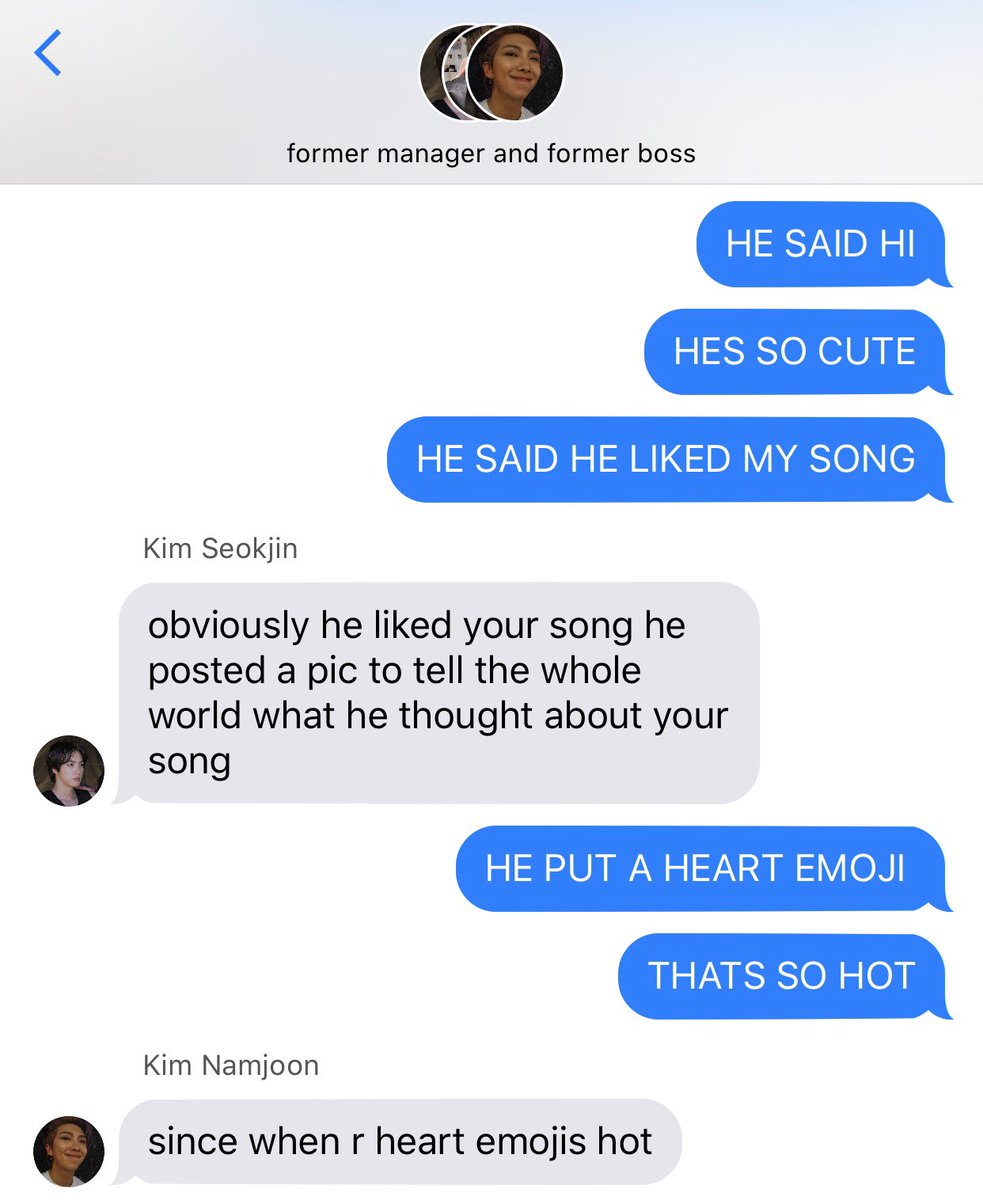 former manager and former boss
HE SAID HI
HES SO CUTE
HE SAID HE LIKED MY SONG
Kim Seokjin
obviously he liked your song he
posted a pic to tell the whole
world what he thought about your
song
HE PUT A HEART EMOJI
THATS SO HOT
Kim Namjoon
since when r heart emojis hot